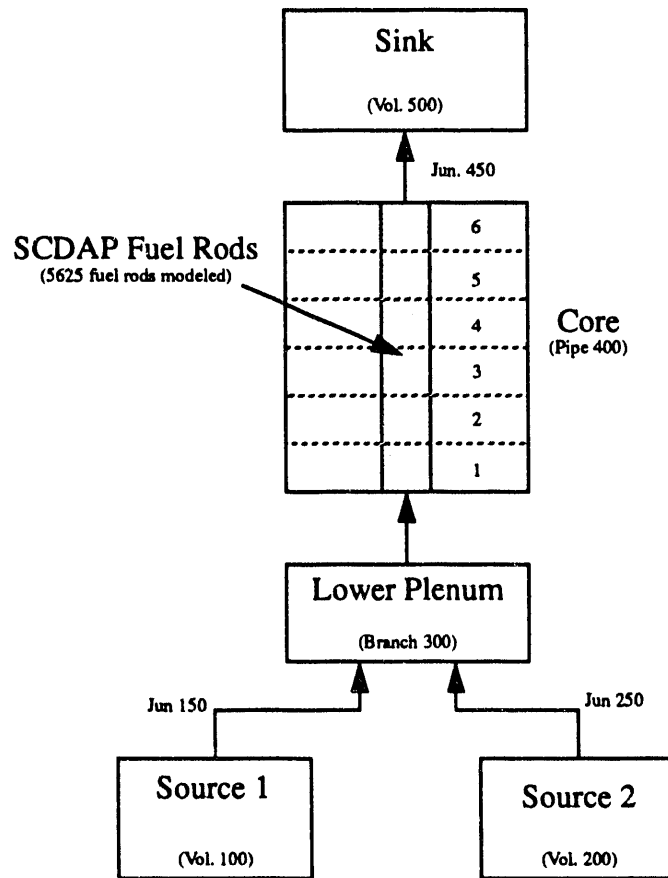 Sink
(Vol. 500)
Jun. 450
SCDAP Fuel Rods
(5625 fuel rods modeled)
6
5
4
3
2
1
Core
(Pipe 400)
Lower Plenum
(Branch 300)
Jun 150
Jun 250
Source 1
(Vol. 100)
Source 2
(Vol. 200)